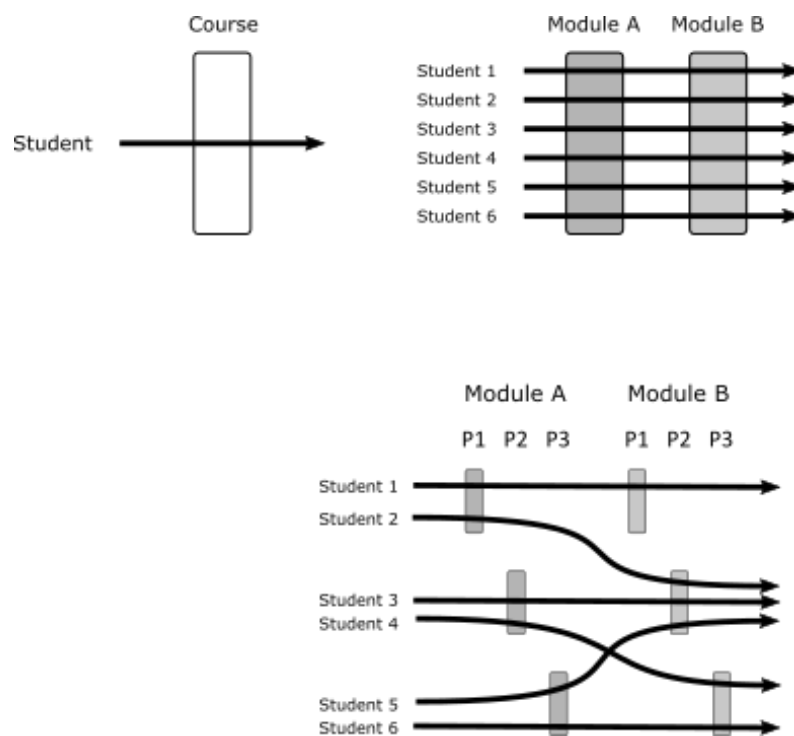 Course
Student
Module A Module B
Student 1
Student 2
Student 3
Student 4
Student 5
Student 6
Module A Module B
P1 P2 P3 P1 P2 P3
Student 1
Student 2
Student 3
Student 4
Student 5
Student 6